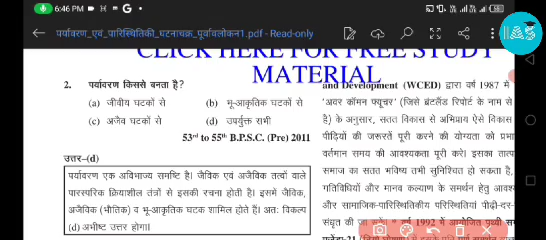 6:46 PM
पर्यावरण_एवं_पारिस्थितिकी_घटनाचक्र_पूर्वावलोकन1.pdf - Read-only
IAS
CLICK HERE FOR FREE STUDY
MATERIAL
2. पर्यावरण किससे बनता है?
(a) जीवीय घटकों से (b) भू-आकृतिक घटकों से
(c) अजैव घटकों से (d) उपर्युक्त सभी
53rd to 55th B.P.S.C. (Pre) 2011
उत्तर-(d)
पर्यावरण एक अविभाज्य समष्टि है। जैविक एवं अजैविक तत्वों वाले
पारस्परिक क्रियाशील तंत्रों से इसकी रचना होती है। इसमें जैविक,
अजैविक (भौतिक) व भू-आकृतिक घटक शामिल होते हैं। अतः विकल्प
(d) अभीष्ट उत्तर होगा।
and Development (WCED) द्वारा वर्ष 1987 में
'अवर कॉमन फ्यूचर' (जिसे ब्रंटलैंड रिपोर्ट के नाम से
है) के अनुसार, सतत विकास से अभिप्राय ऐसे विकास
पीढ़ियों की जरूरतें पूरी करने की योग्यता को प्रभा
वर्तमान समय की आवश्यकता पूरी करे। इसका तात्प
समाज का सतत भविष्य तभी सुनिश्चित हो सकता है,
गतिविधियों और मानव कल्याण के समर्थन हेतु आवश्
और सामाजिक-पारिस्थितिकीय परिस्थितियां पीढ़ी-दर-
संधृत की जा वर्ष 1992 में आयोजित पृथ्वी सम